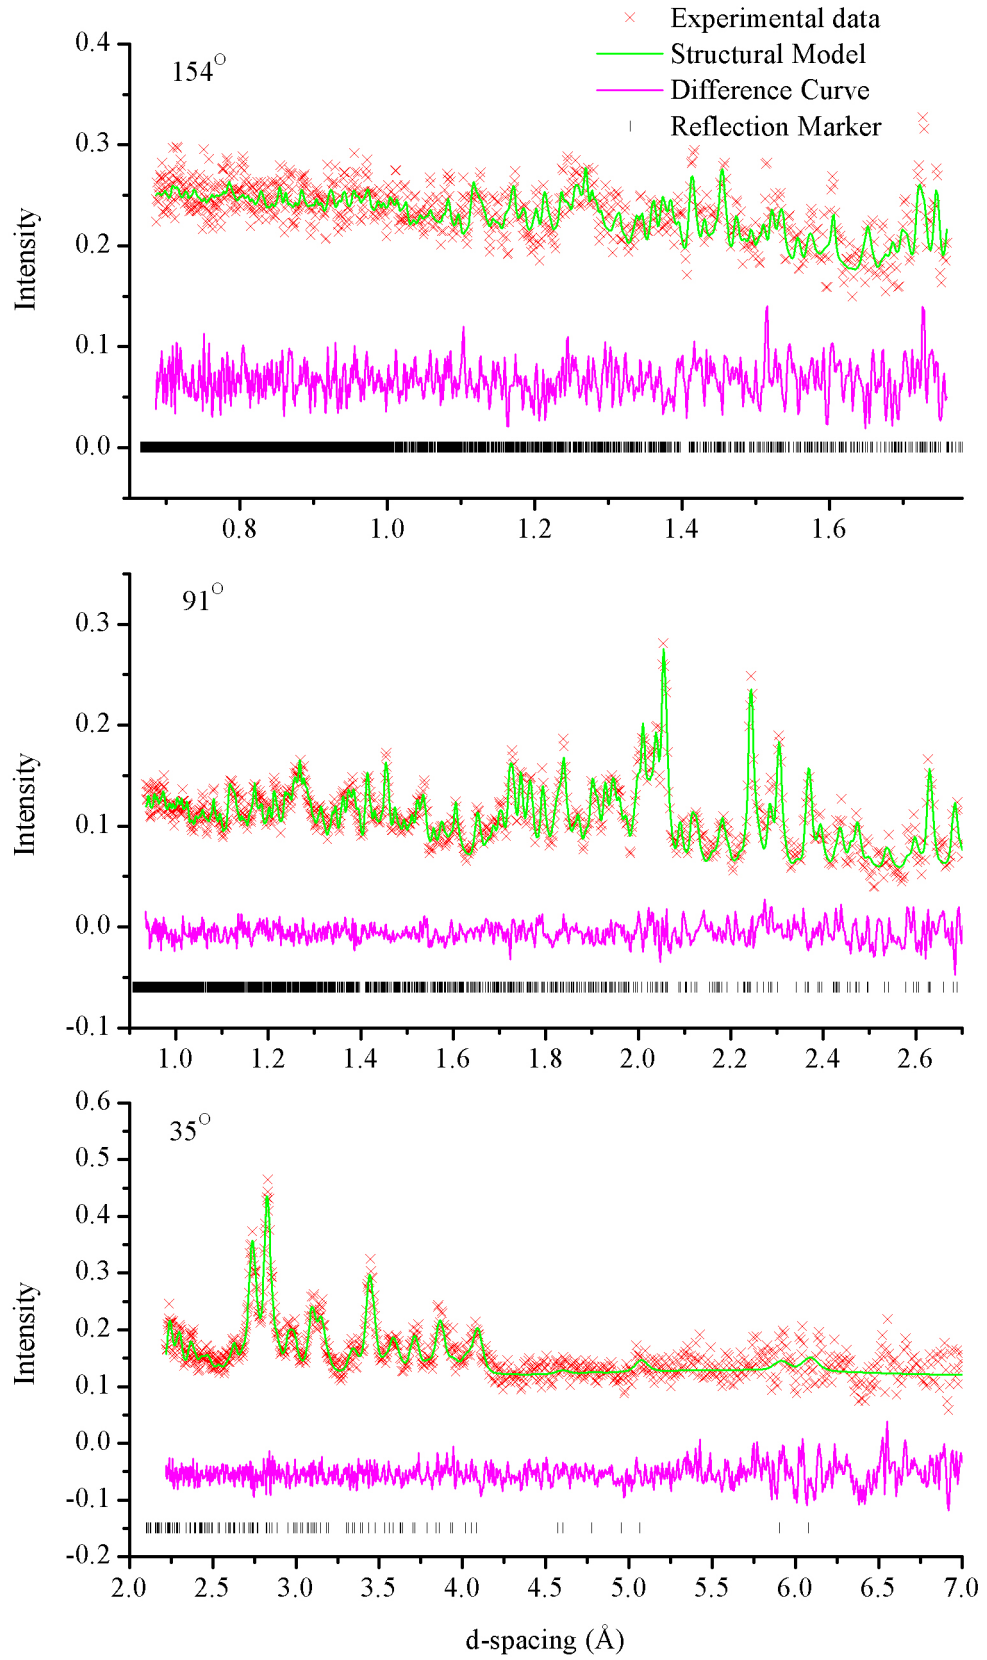 Experimental data
Structural Model
Difference Curve
Reflection Marker
154°
0.4
0.3
0.2
0.1
0.0
Intensity
0.8 1.0 1.2 1.4 1.6
91°
0.3
0.2
0.1
0.0
-0.1
Intensity
1.0 1.2 1.4 1.6 1.8 2.0 2.2 2.4 2.6
35°
0.6
0.5
0.4
0.3
0.2
0.1
0.0
-0.1
-0.2
Intensity
2.0 2.5 3.0 3.5 4.0 4.5 5.0 5.5 6.0 6.5 7.0
d-spacing (Å)